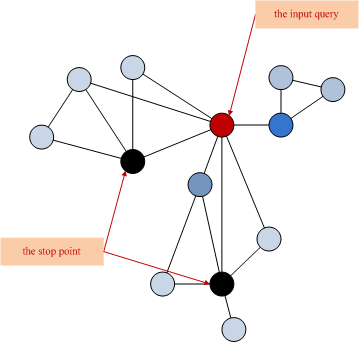 the input query
the stop point